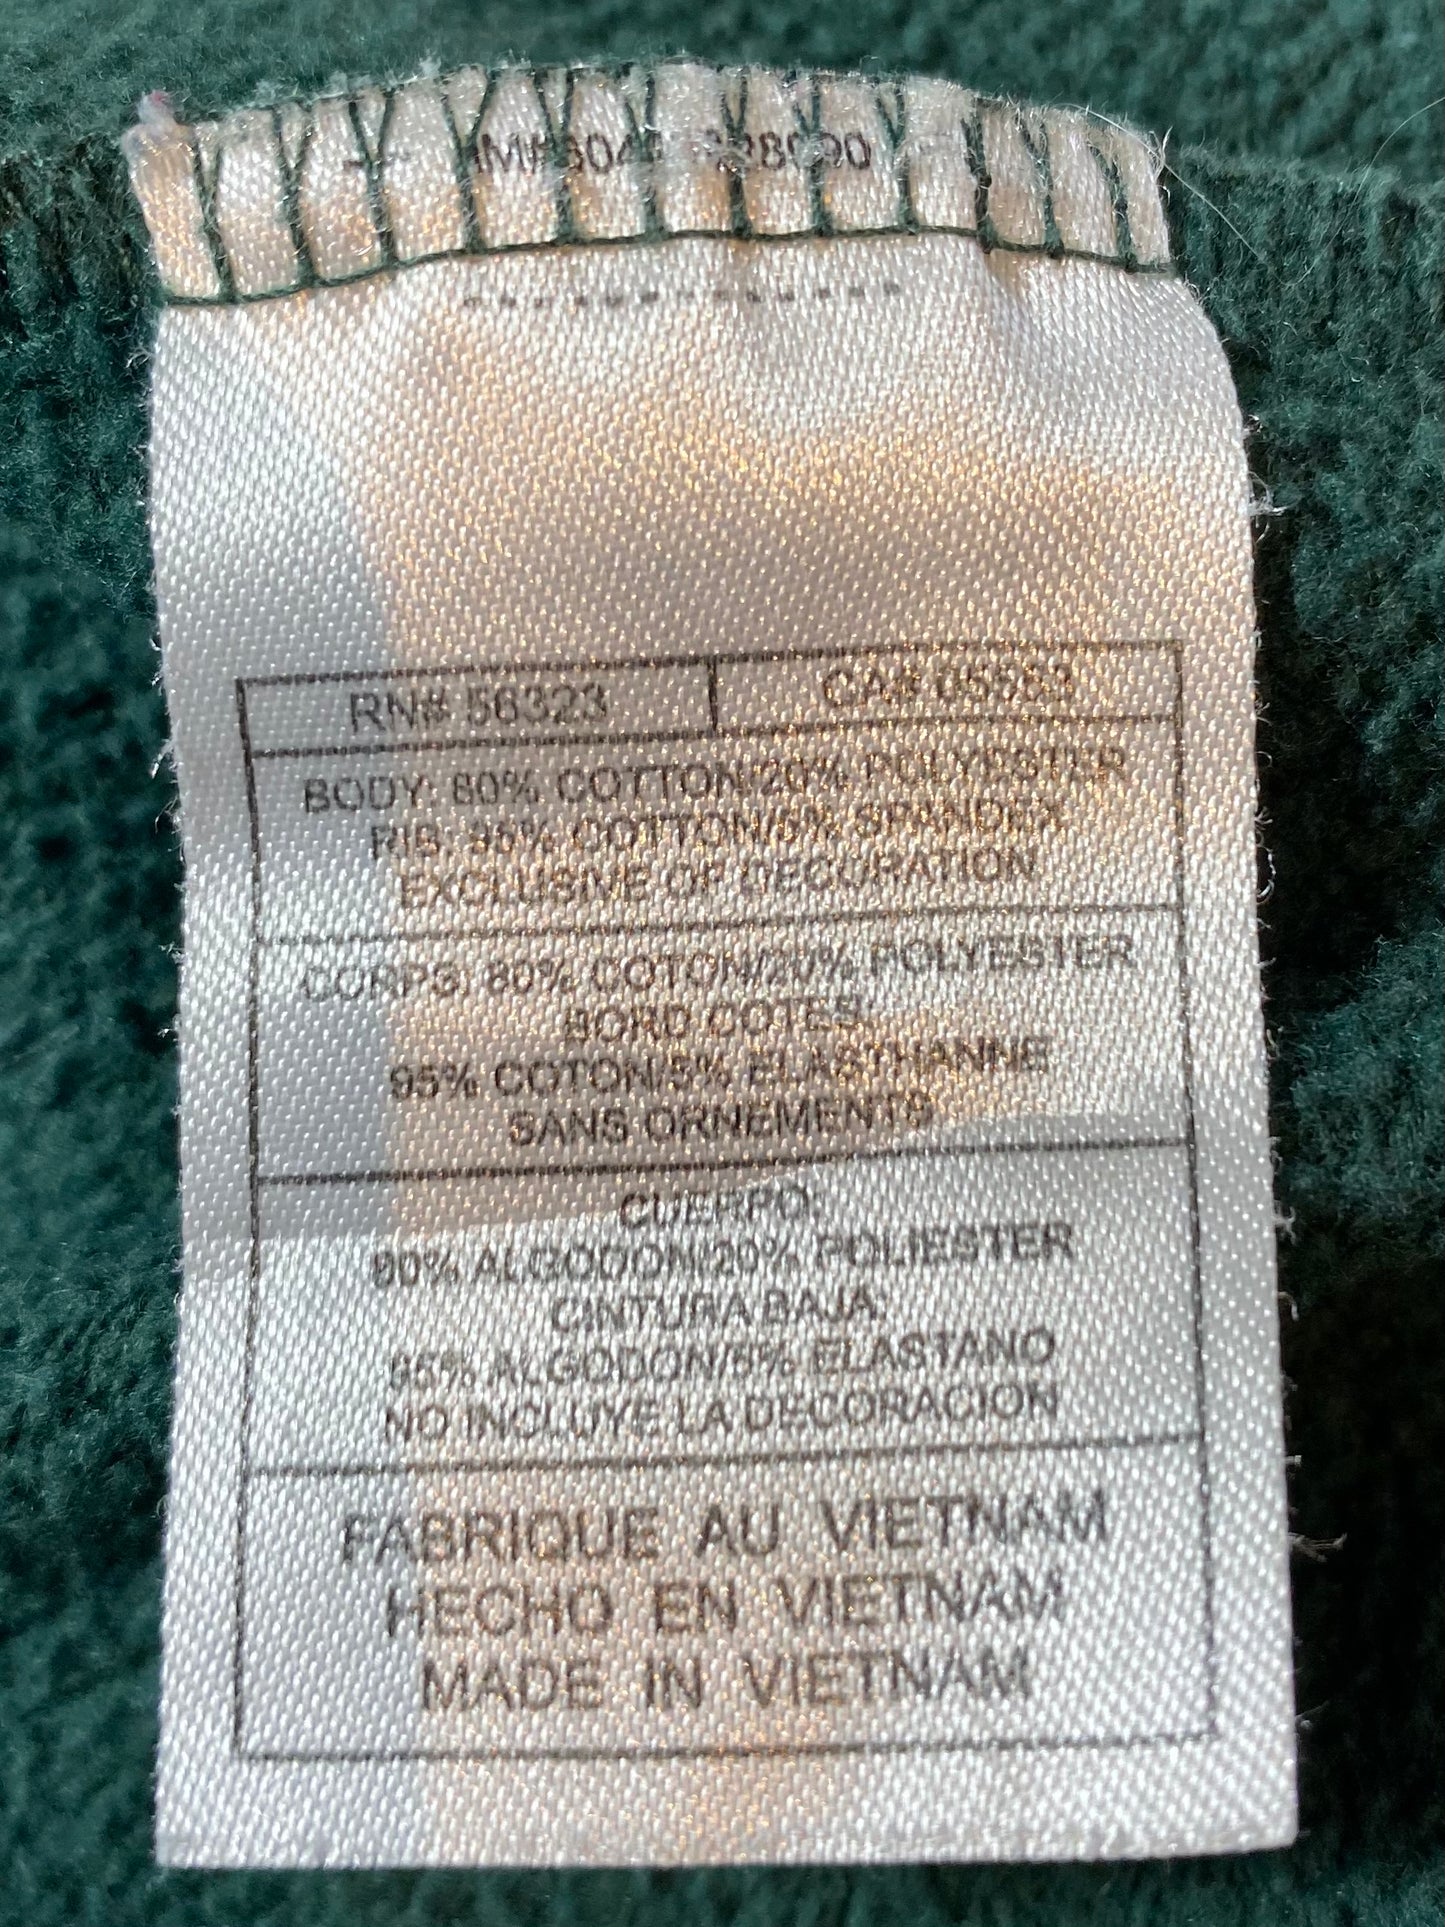 RN# 56323 CA# 05583
BODY: 80% COTTON/20% POLYESTER
RIB: 95% COTTON/5% SPANDEX
EXCLUSIVE OF DECORATION
CORPS: 80% COTON/20% POLYESTER
BORD COTES
95% COTON/5% ELASTHANNE
SANS ORNEMENTS
CUERPO:
80% ALGODON/20% POLIESTER
CINTURA BAJA
95% ALGODON/5% ELASTANO
NO INCLUYE LA DECORACION
FABRIQUE AU VIETNAM
HECHO EN VIETNAM
MADE IN VIETNAM